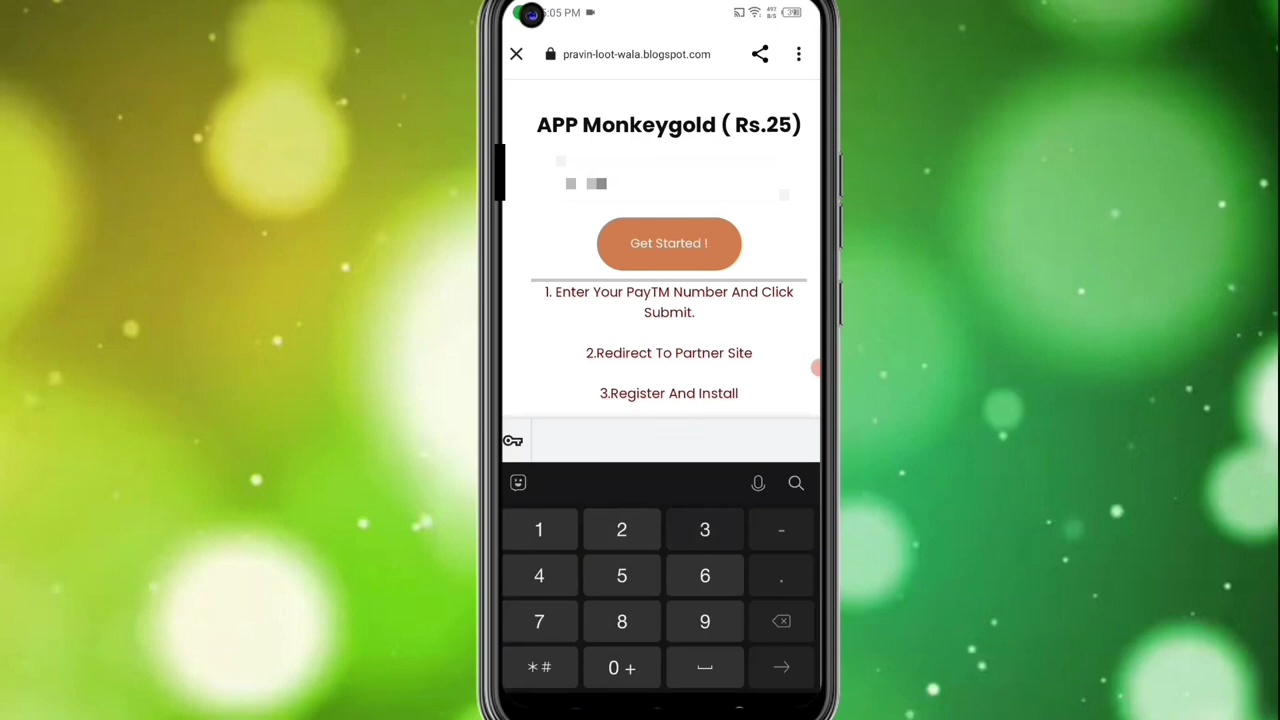 5:05 PM
497
B/S
39
pravin-loot-wala.blogspot.com
APP Monkeygold ( Rs.25)
Get Started !
1. Enter Your PayTM Number And Click
Submit.
2.Redirect To Partner Site
3.Register And Install
1 2 3 -
4 5 6 .
7 8 9
*# 0 +